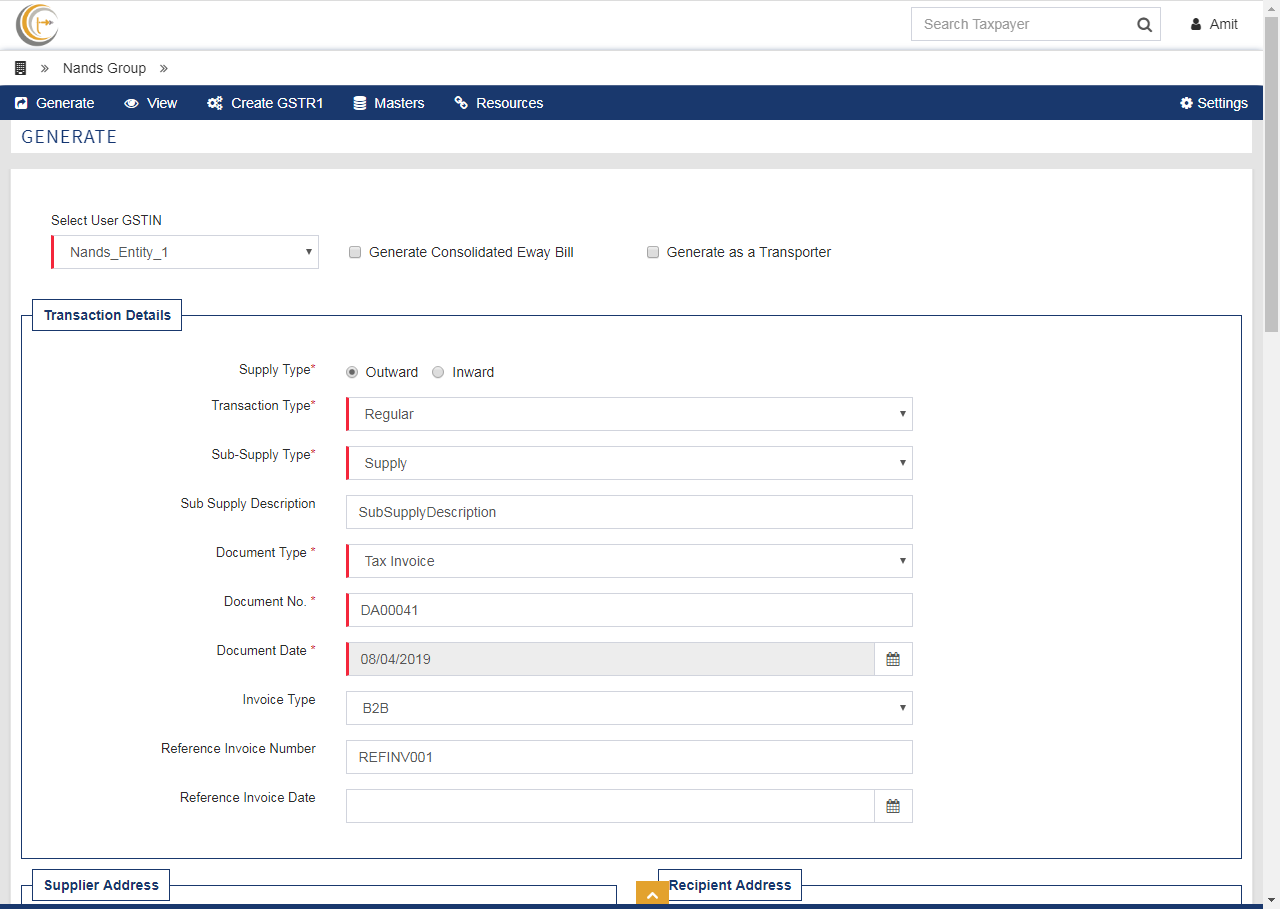 Search Taxpayer
Amit
» Nands Group »
Generate View Create GSTR1 Masters Resources Settings
GENERATE
Select User GSTIN
Nands_Entity_1
Generate Consolidated Eway Bill
Generate as a Transporter
Transaction Details
Supply Type* Outward Inward
Transaction Type* Regular
Sub-Supply Type* Supply
Sub Supply Description SubSupplyDescription
Document Type * Tax Invoice
Document No. * DA00041
Document Date * 08/04/2019
Invoice Type B2B
Reference Invoice Number REFINV001
Reference Invoice Date
Supplier Address
Recipient Address